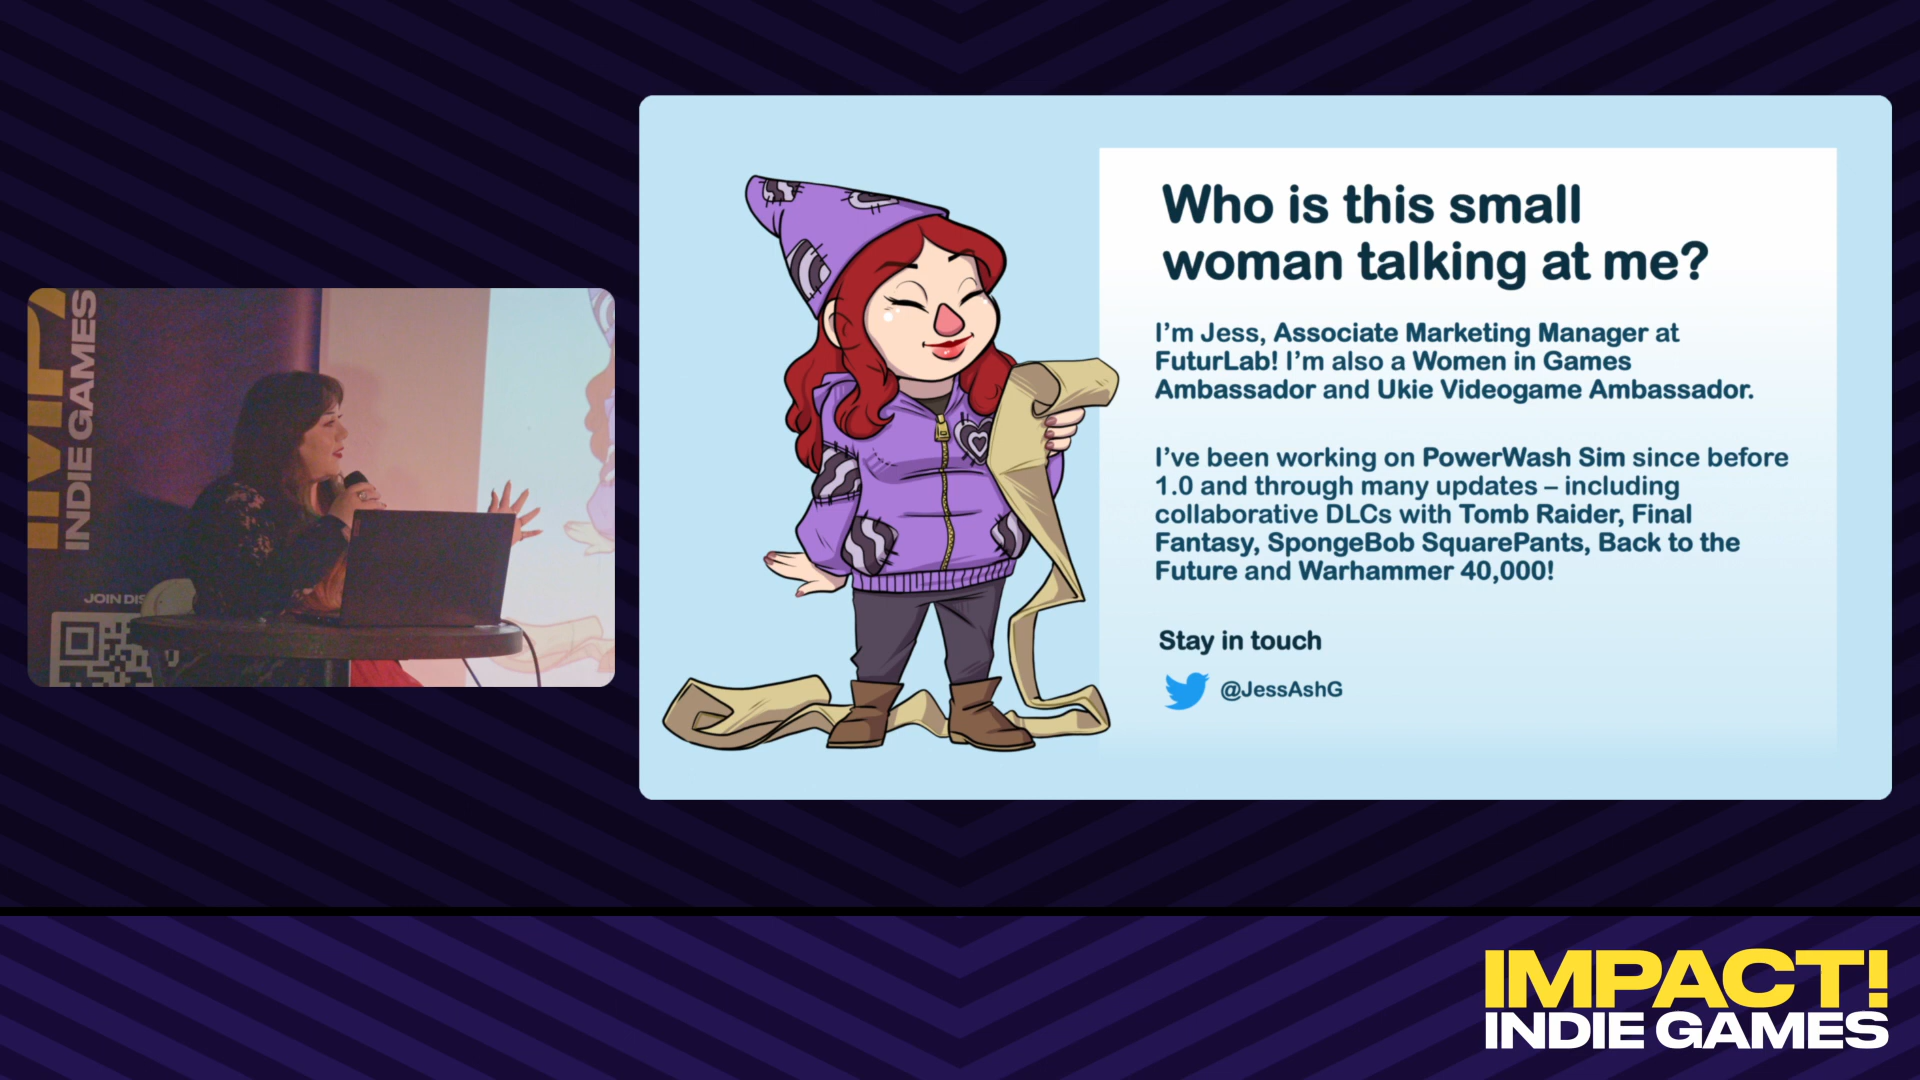 Who is this small
woman talking at me?
I’m Jess, Associate Marketing Manager at
FuturLab! I’m also a Women in Games
Ambassador and Ukie Videogame Ambassador.
I’ve been working on PowerWash Sim since before
1.0 and through many updates – including
collaborative DLCs with Tomb Raider, Final
Fantasy, SpongeBob SquarePants, Back to the
Future and Warhammer 40,000!
Stay in touch
@JessAshG
INDIE GAMES
JOIN DIS
IMPACT!
INDIE GAMES